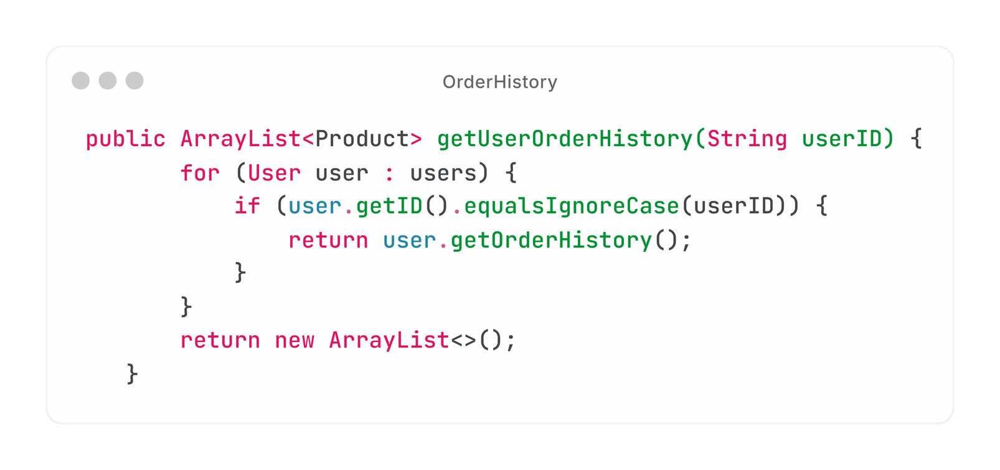 OrderHistory
public ArrayList<Product> getUserOrderHistory(String userID) {
for (User user : users) {
if (user.getID().equalsIgnoreCase(userID)) {
return user.getOrderHistory();
}
}
return new ArrayList<>();
}